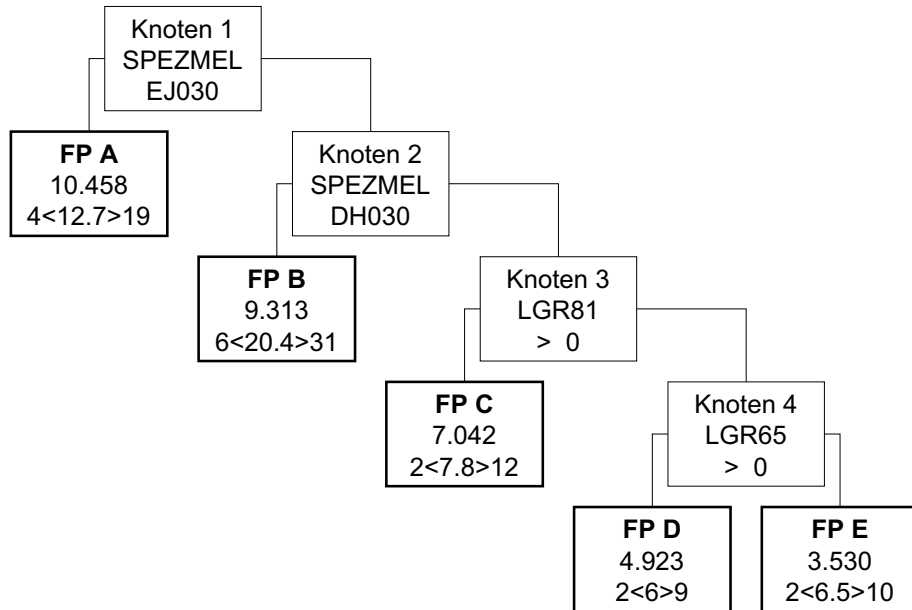 Knoten 1
SPEZMEL
EJ030
FP A
10.458
4<12.7>19
Knoten 2
SPEZMEL
DH030
FP B
9.313
6<20.4>31
Knoten 3
LGR81
> 0
FP C
7.042
2<7.8>12
Knoten 4
LGR65
> 0
FP D
4.923
2<6>9
FP E
3.530
2<6.5>10